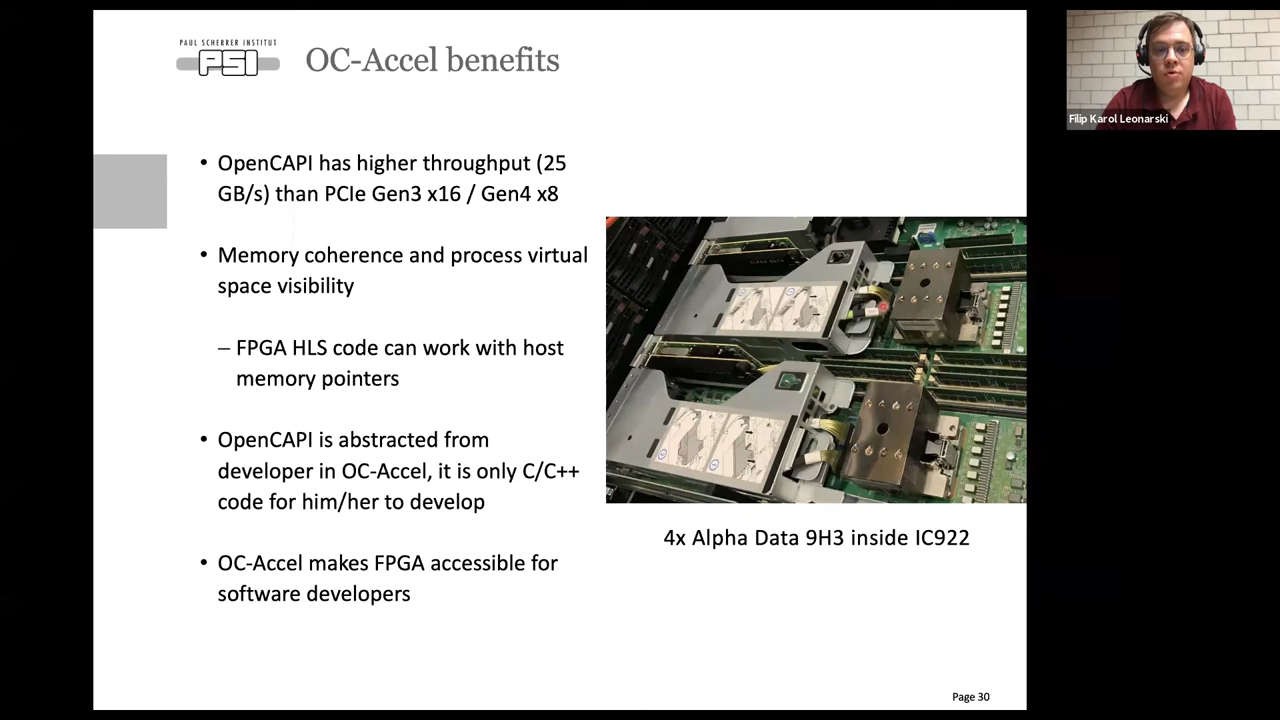 PAUL SCHERRER INSTITUT
PSI
OC-Accel benefits
• OpenCAPI has higher throughput (25
GB/s) than PCIe Gen3 x16 / Gen4 x8
• Memory coherence and process virtual
space visibility
– FPGA HLS code can work with host
memory pointers
• OpenCAPI is abstracted from
developer in OC-Accel, it is only C/C++
code for him/her to develop
• OC-Accel makes FPGA accessible for
software developers
ALPHA DATA
4x Alpha Data 9H3 inside IC922
Page 30
Filip Karol Leonarski